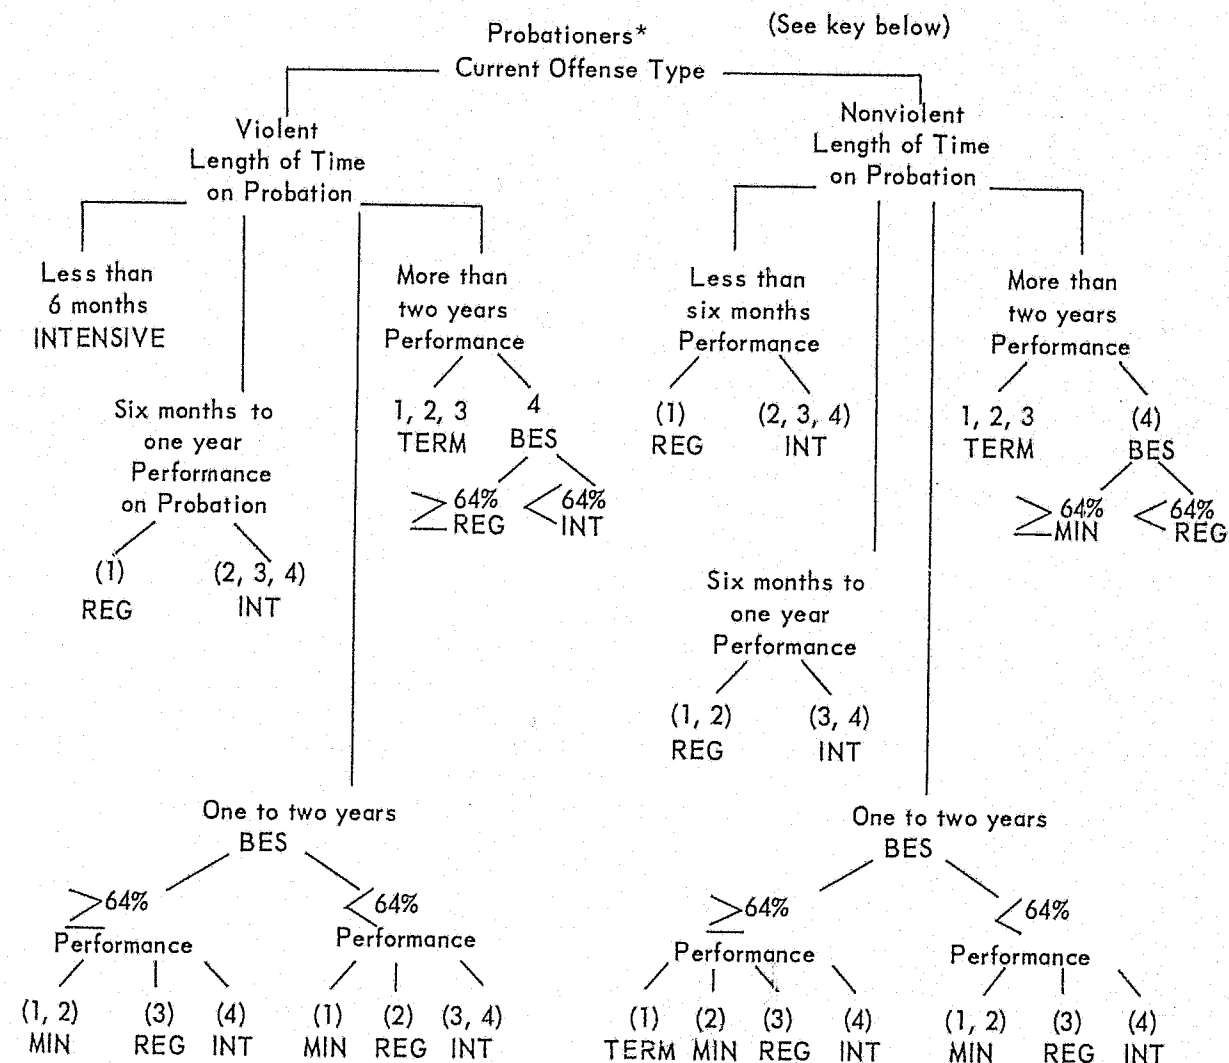 (See key below)
Probationers*
Current Offense Type
Violent
Length of Time
on Probation
Less than
6 months
INTENSIVE
Six months to
one year
Performance
on Probation
(1) (2, 3, 4)
REG INT
More than
two years
Performance
1, 2, 3 4
TERM BES
≥ 64% < 64%
REG INT
One to two years
BES
≥ 64% < 64%
Performance Performance
(1, 2) (3) (4) (1) (2) (3, 4)
MIN REG INT MIN REG INT
Nonviolent
Length of Time
on Probation
Less than
six months
Performance
(1) (2, 3, 4)
REG INT
Six months to
one year
Performance
(1, 2) (3, 4)
REG INT
More than
two years
Performance
1, 2, 3 (4)
TERM BES
≥ 64% < 64%
MIN REG
One to two years
BES
≥ 64% < 64%
Performance Performance
(1) (2) (3) (4) (1, 2) (3) (4)
TERM MIN REG INT MIN REG INT